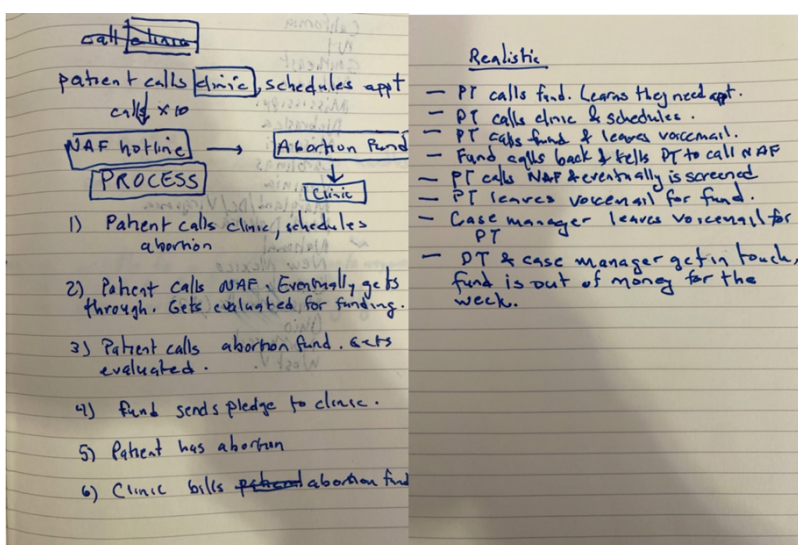 call clinic
patient calls clinic, schedules appt
calls x10
NAF hotline → Abortion Fund
PROCESS
Clinic
1) Patient calls clinic, schedules
abortion
2) Patient calls NAF. Eventually gets
through. Gets evaluated for funding.
3) Patient calls abortion fund. Gets
evaluated.
4) Fund sends pledge to clinic.
5) Patient has abortion
6) Clinic bills abortion fund
Realistic
- PT calls fund. Learns they need appt.
- PT calls clinic & schedules.
- PT calls fund & leaves voicemail.
- Fund calls back & tells PT to call NAF
- PT calls NAF & eventually is screened
- PT leaves voicemail for fund.
- Case manager leaves voicemail for
PT
- PT & case manager get in touch,
fund is out of money for the
week.